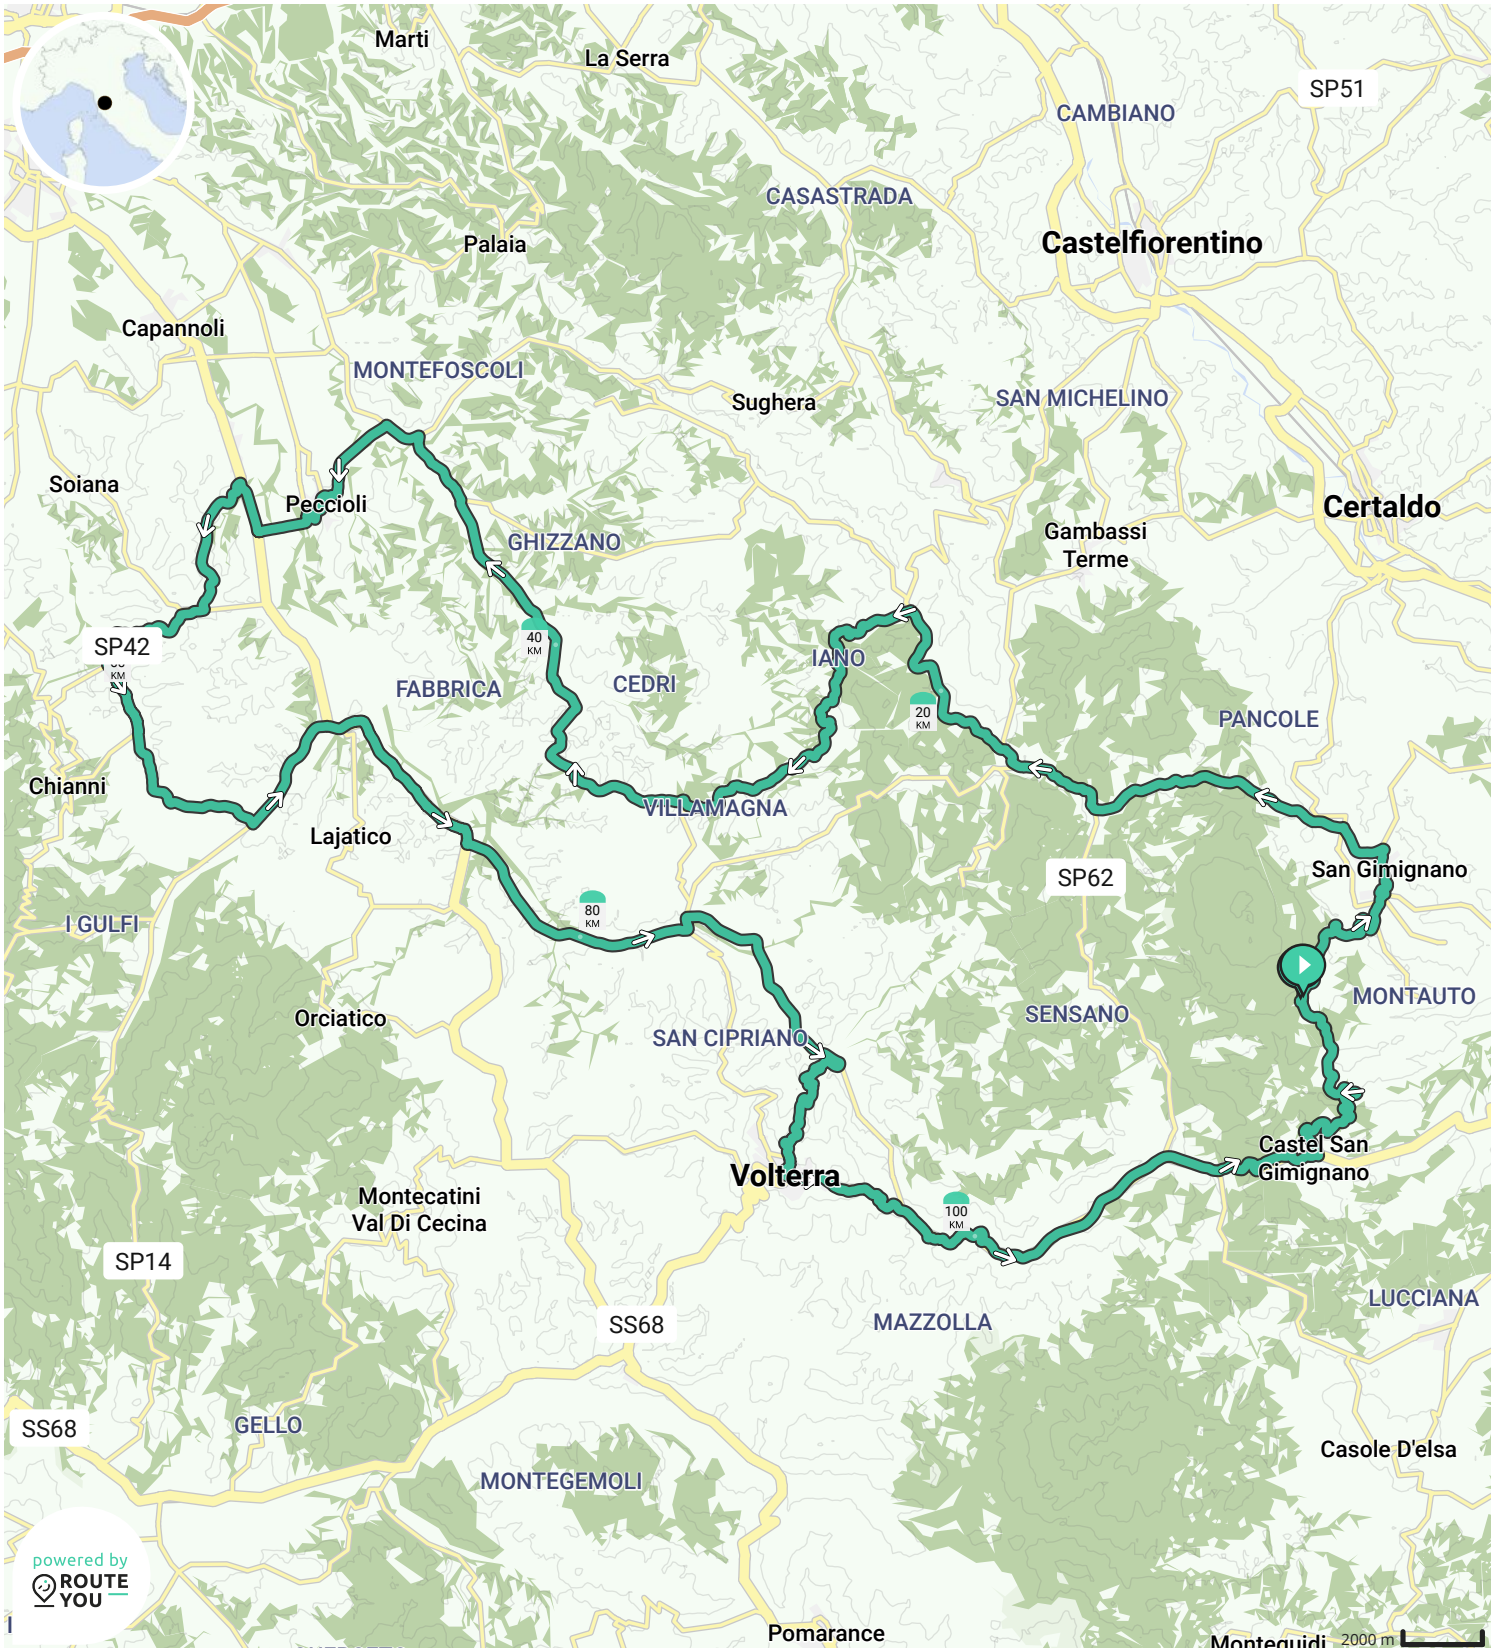 Marti
La Serra
SP51
CAMBIANO
CASASTRADA
Castelfiorentino
Palaia
Capannoli
MONTEFOSCOLI
SAN MICHELINO
Sughera
Soiana
Peccioli
Certaldo
GHIZZANO
Gambassi
Terme
40
KM
SP42
IANO
KM
FABBRICA
CEDRI
20
KM
PANCOLE
Chianni
VILLAMAGNA
Lajatico
San Gimignano
SP62
80
KM
I GULFI
MONTAUTO
Orciatico
SENSANO
SAN CIPRIANO
Castel San
Gimignano
Volterra
Montecatini
Val Di Cecina
100
KM
SP14
LUCCIANA
MAZZOLLA
SS68
GELLO
SS68
Casole D'elsa
MONTEGEMOLI
powered by
ROUTE
YOU
Pomarance
Monteguidi
2000 m